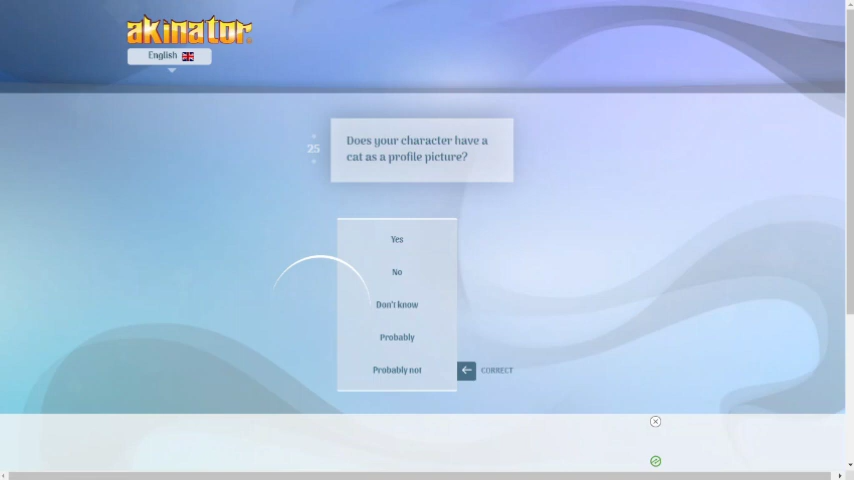 akinator
English
25
Does your character have a
cat as a profile picture?
Yes
No
Don't know
Probably
Probably not
CORRECT